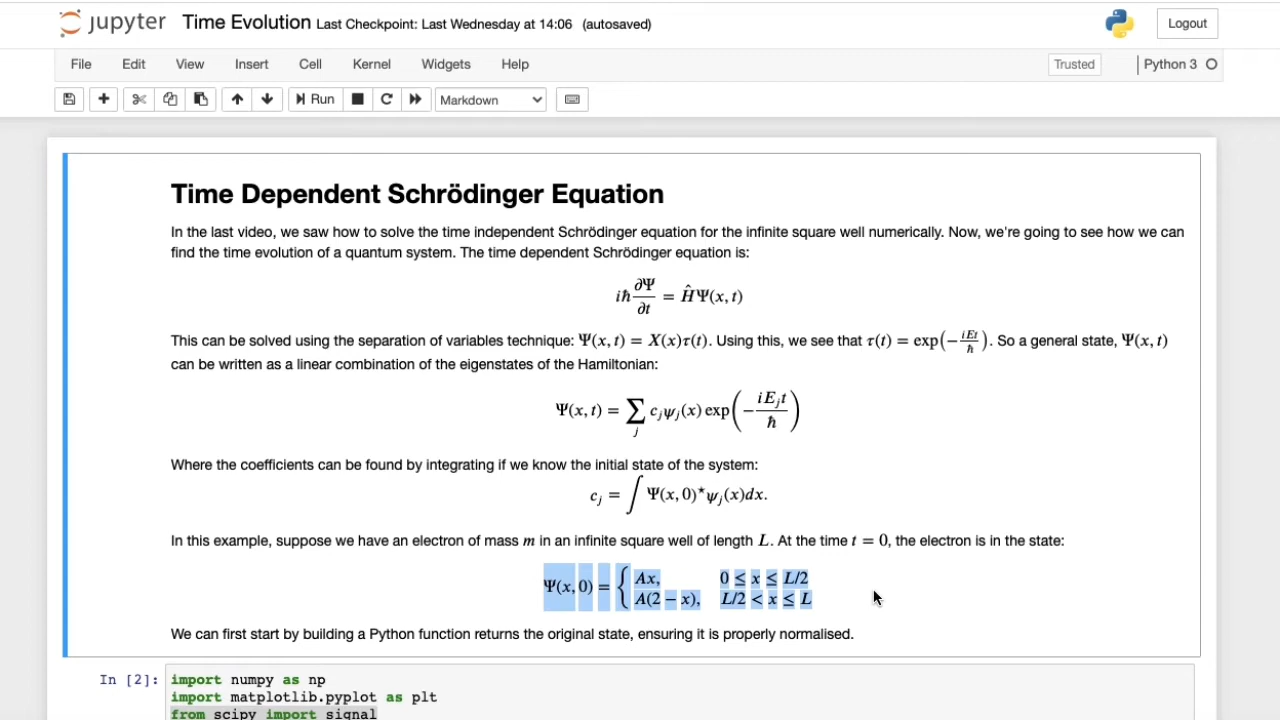 jupyter Time Evolution Last Checkpoint: Last Wednesday at 14:06 (autosaved)
Logout
File Edit View Insert Cell Kernel Widgets Help
Trusted
Python 3
Run
Markdown
Time Dependent Schrödinger Equation
In the last video, we saw how to solve the time independent Schrödinger equation for the infinite square well numerically. Now, we're going to see how we can
find the time evolution of a quantum system. The time dependent Schrödinger equation is:
iħ ∂Ψ/∂t = ĤΨ(x, t)
This can be solved using the separation of variables technique: Ψ(x, t) = X(x)τ(t). Using this, we see that τ(t) = exp(−iEt/ħ). So a general state, Ψ(x, t)
can be written as a linear combination of the eigenstates of the Hamiltonian:
Ψ(x, t) = ∑_j c_j ψ_j(x) exp(−iE_j t/ħ)
Where the coefficients can be found by integrating if we know the initial state of the system:
c_j = ∫ Ψ(x, 0)* ψ_j(x)dx.
In this example, suppose we have an electron of mass m in an infinite square well of length L. At the time t = 0, the electron is in the state:
Ψ(x, 0) = { Ax, 0 ≤ x ≤ L/2
A(2 − x), L/2 < x ≤ L
We can first start by building a Python function returns the original state, ensuring it is properly normalised.
In [2]: import numpy as np
import matplotlib.pyplot as plt
from scipy import signal